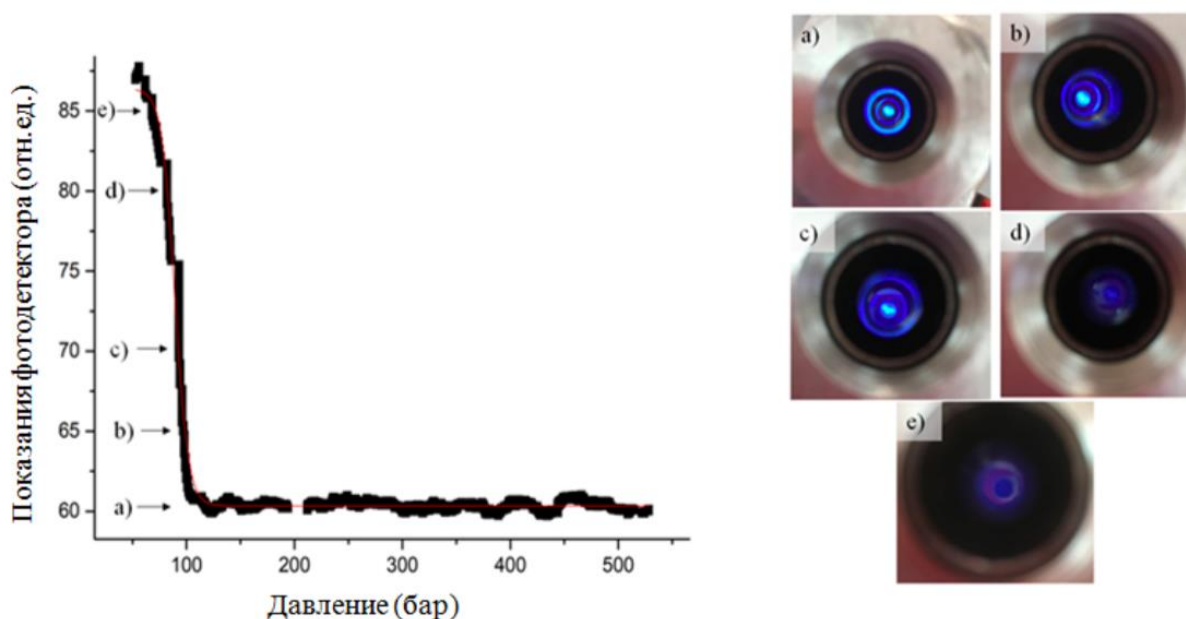 Показания фотодетектора (отн.ед.)
85
80
75
70
65
60
e)
d)
c)
b)
a)
100
200
300
400
500
Давление (бар)
a)
b)
c)
d)
e)